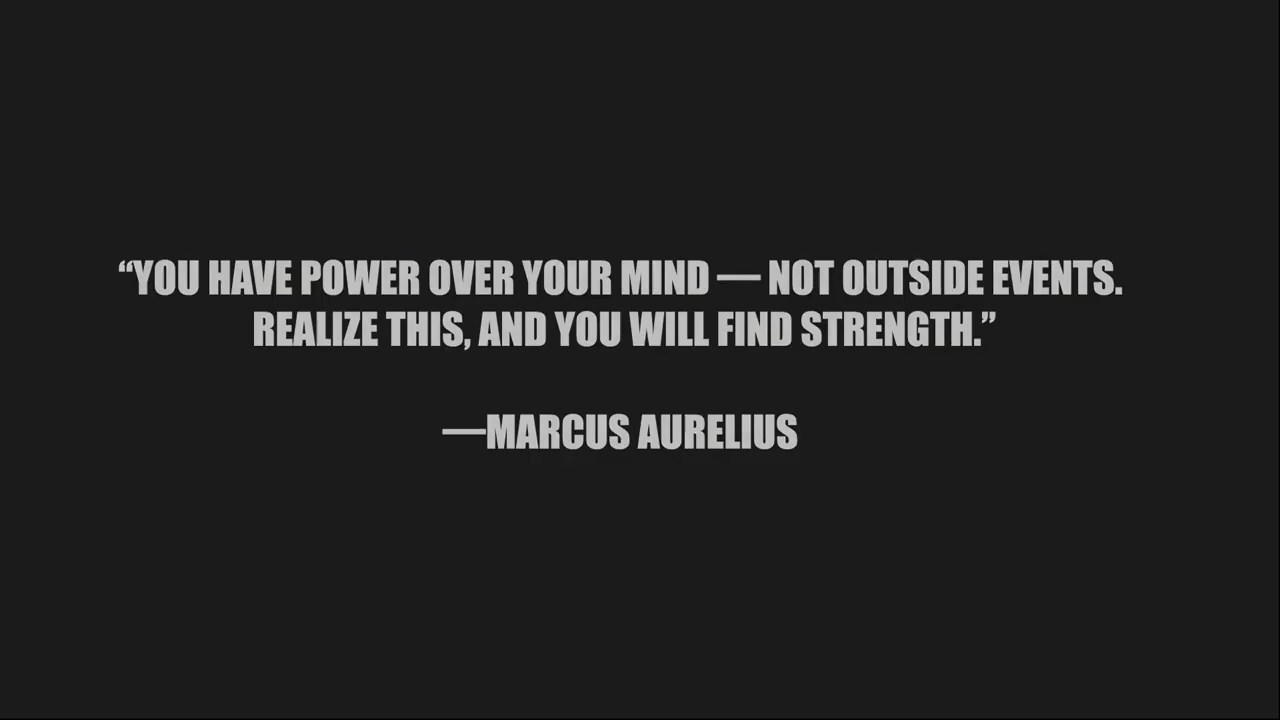 “YOU HAVE POWER OVER YOUR MIND — NOT OUTSIDE EVENTS.
REALIZE THIS, AND YOU WILL FIND STRENGTH.”
—MARCUS AURELIUS